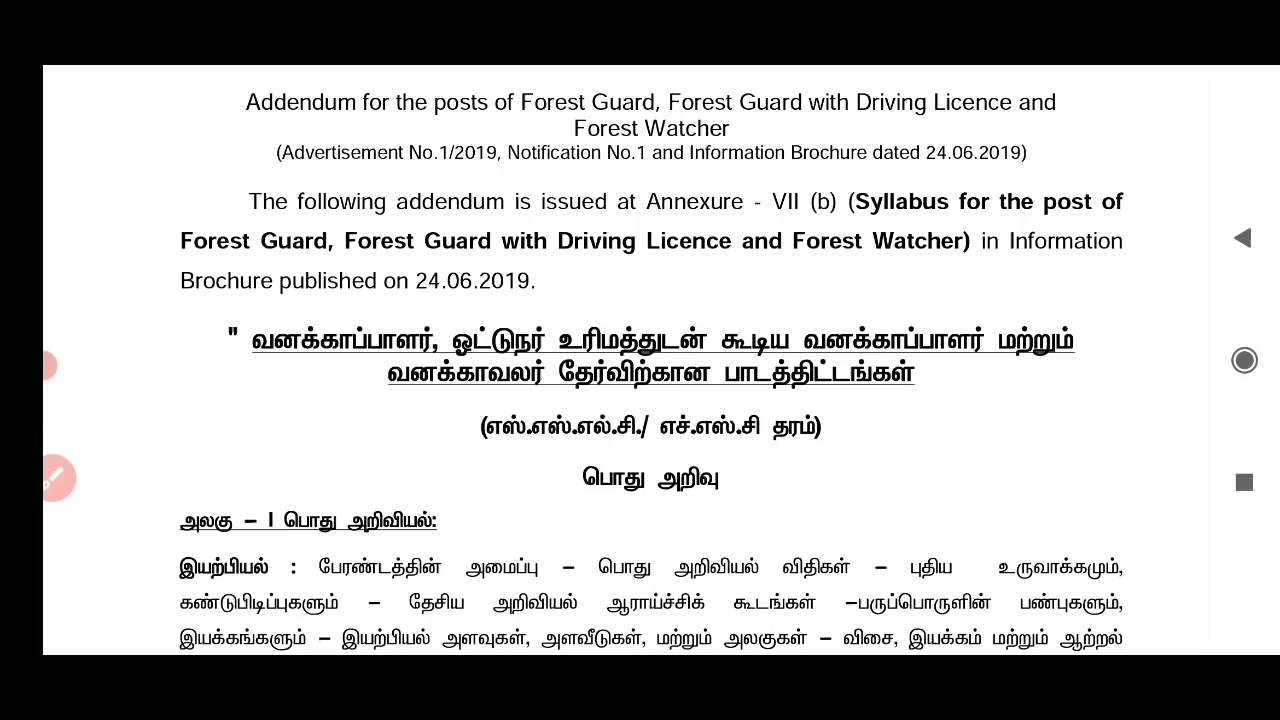 Addendum for the posts of Forest Guard, Forest Guard with Driving Licence and
Forest Watcher
(Advertisement No.1/2019, Notification No.1 and Information Brochure dated 24.06.2019)
The following addendum is issued at Annexure - VII (b) (Syllabus for the post of
Forest Guard, Forest Guard with Driving Licence and Forest Watcher) in Information
Brochure published on 24.06.2019.
" வனக்காப்பாளர், ஓட்டுநர் உரிமத்துடன் கூடிய வனக்காப்பாளர் மற்றும்
வனக்காவலர் தேர்விற்கான பாடத்திட்டங்கள்
(எஸ்.எஸ்.எல்.சி./ எச்.எஸ்.சி தரம்)
பொது அறிவு
அலகு – I பொது அறிவியல்:
இயற்பியல் : பேரண்டத்தின் அமைப்பு – பொது அறிவியல் விதிகள் – புதிய உருவாக்கமும்,
கண்டுபிடிப்புகளும் – தேசிய அறிவியல் ஆராய்ச்சிக் கூடங்கள் –பருப்பொருளின் பண்புகளும்,
இயக்கங்களும் – இயற்பியல் அளவுகள், அளவீடுகள், மற்றும் அலகுகள் – விசை, இயக்கம் மற்றும் ஆற்றல்